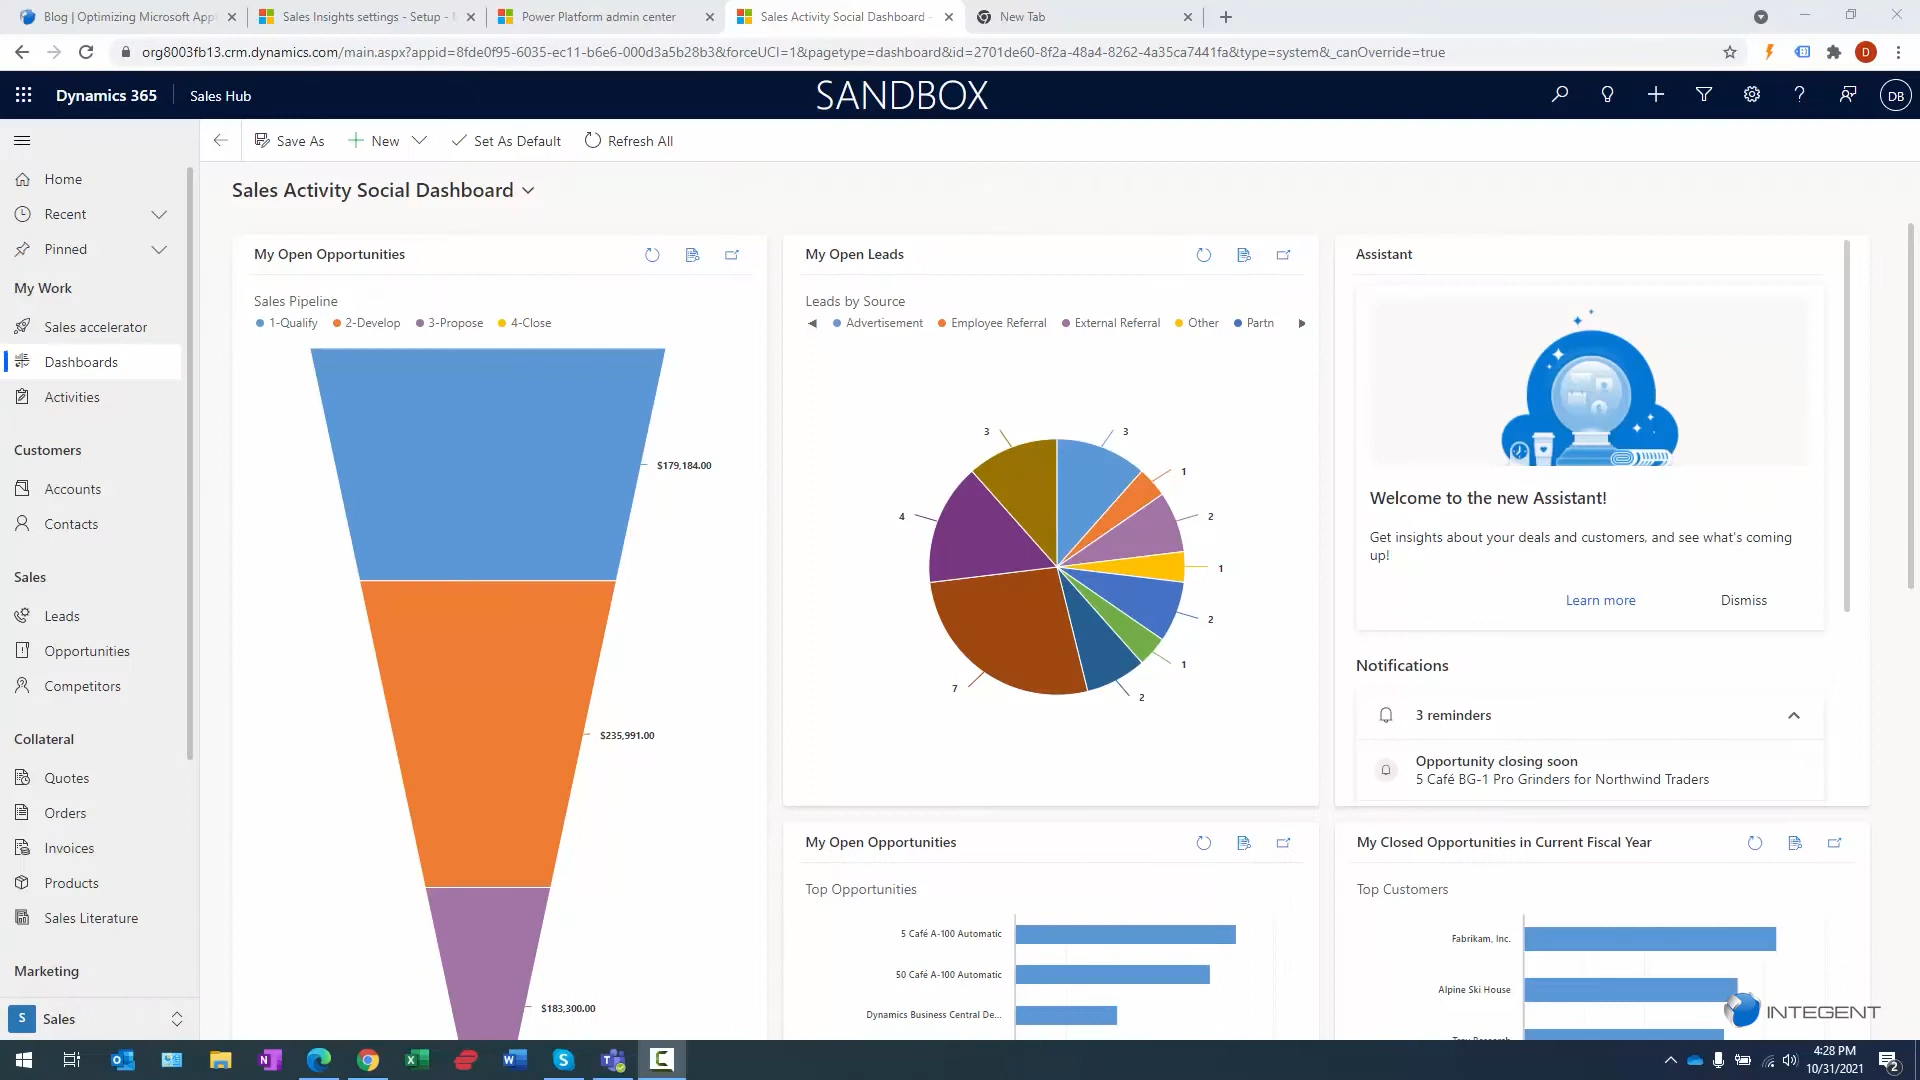 Blog | Optimizing Microsoft App
Sales Insights settings - Setup -
Power Platform admin center
Sales Activity Social Dashboard -
New Tab
org8003fb13.crm.dynamics.com/main.aspx?appid=8fde0f95-6035-ec11-b6e6-000d3a5b28b3&forceUCI=1&pagetype=dashboard&id=2701de60-8f2a-48a4-8262-4a35ca7441fa&type=system&_canOverride=true
D
Dynamics 365
Sales Hub
SANDBOX
DB
Save As
New
Set As Default
Refresh All
Home
Recent
Pinned
My Work
Sales accelerator
Dashboards
Activities
Customers
Accounts
Contacts
Sales
Leads
Opportunities
Competitors
Collateral
Quotes
Orders
Invoices
Products
Sales Literature
Marketing
S Sales
Sales Activity Social Dashboard
My Open Opportunities
Sales Pipeline
1-Qualify 2-Develop 3-Propose 4-Close
$179,184.00
$235,991.00
$183,300.00
My Open Leads
Leads by Source
Advertisement Employee Referral External Referral Other Partn
3
3
1
2
1
2
1
2
7
4
Assistant
Welcome to the new Assistant!
Get insights about your deals and customers, and see what's coming
up!
Learn more Dismiss
Notifications
3 reminders
Opportunity closing soon
5 Café BG-1 Pro Grinders for Northwind Traders
My Open Opportunities
Top Opportunities
5 Café A-100 Automatic
50 Café A-100 Automatic
Dynamics Business Central De...
My Closed Opportunities in Current Fiscal Year
Top Customers
Fabrikam, Inc.
Alpine Ski House
INTEGENT
4:28 PM
10/31/2021
2